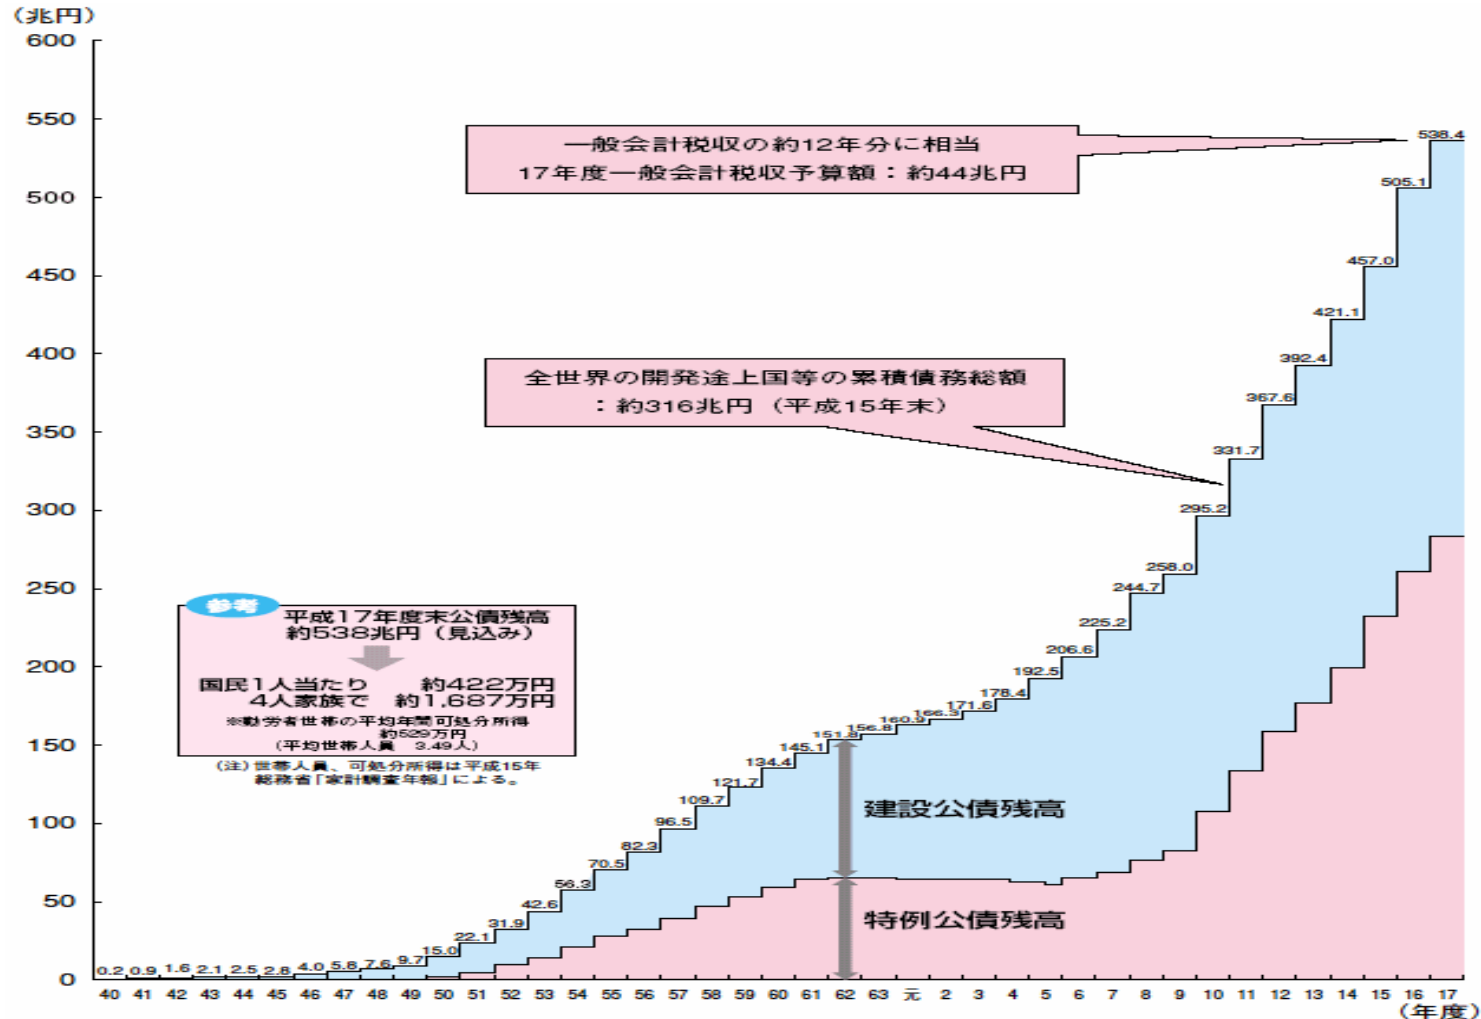 (兆円)
600
550
500
450
400
350
300
250
200
150
100
50
0
一般会計税収の約12年分に相当
17年度一般会計税収予算額：約44兆円
全世界の開発途上国等の累積債務総額
：約316兆円（平成15年末）
参考
平成17年度末公債残高
約538兆円（見込み）
国民1人当たり 約422万円
4人家族で 約1,687万円
※勤労者世帯の平均年間可処分所得
約529万円
(平均世帯人員 3.49人)
(注)世帯人員、可処分所得は平成15年
総務省「家計調査年報」による。
建設公債残高
特例公債残高
0.2 0.9 1.6 2.1 2.5 2.8 4.0 5.8 7.6 9.7 15.0 22.1 31.9 42.6 56.3 70.5 82.3 96.5 109.7 121.7 134.4 145.1 151.8 156.8 160.9 166.3 171.6 178.4 192.5 206.6 225.2 244.7 258.0 295.2 331.7 367.6 392.4 421.1 457.0 505.1 538.4
40 41 42 43 44 45 46 47 48 49 50 51 52 53 54 55 56 57 58 59 60 61 62 63 元 2 3 4 5 6 7 8 9 10 11 12 13 14 15 16 17
(年度)